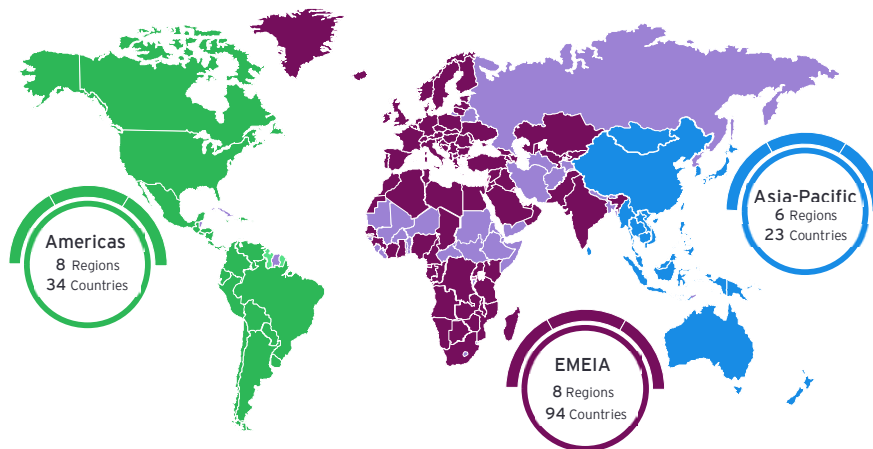 Americas
8 Regions
34 Countries
Asia-Pacific
6 Regions
23 Countries
EMEIA
8 Regions
94 Countries